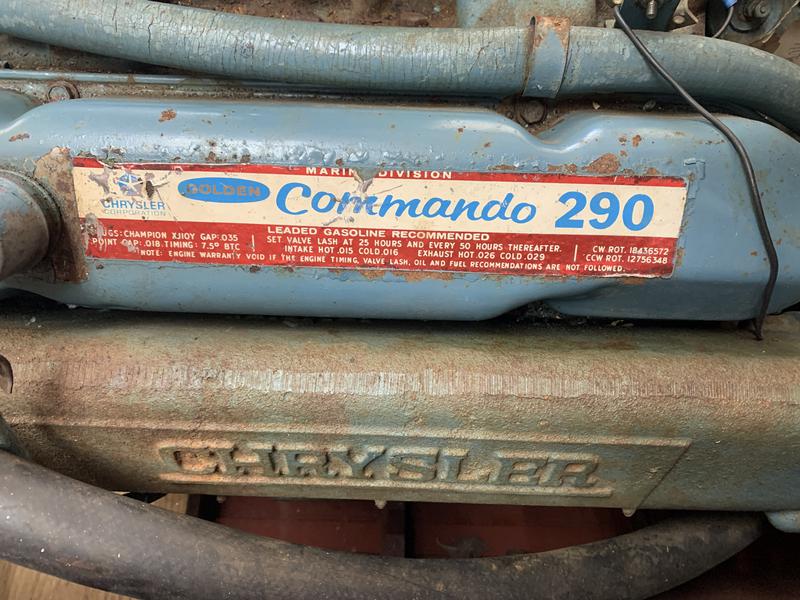 MARINE DIVISION
CHRYSLER
CORPORATION
GOLDEN Commando 290
LEADED GASOLINE RECOMMENDED
UGS: CHAMPION XJ10Y GAP: 035
POINT GAP: .018 TIMING: 7.5º BTC
SET VALVE LASH AT 25 HOURS AND EVERY 50 HOURS THEREAFTER.
INTAKE HOT .015 COLD .016 EXHAUST HOT .026 COLD .029
CW ROT. 18436572
CCW ROT. 12756348
NOTE: ENGINE WARRANTY VOID IF THE ENGINE TIMING, VALVE LASH, OIL AND FUEL RECOMMENDATIONS ARE NOT FOLLOWED.
CHRYSLER